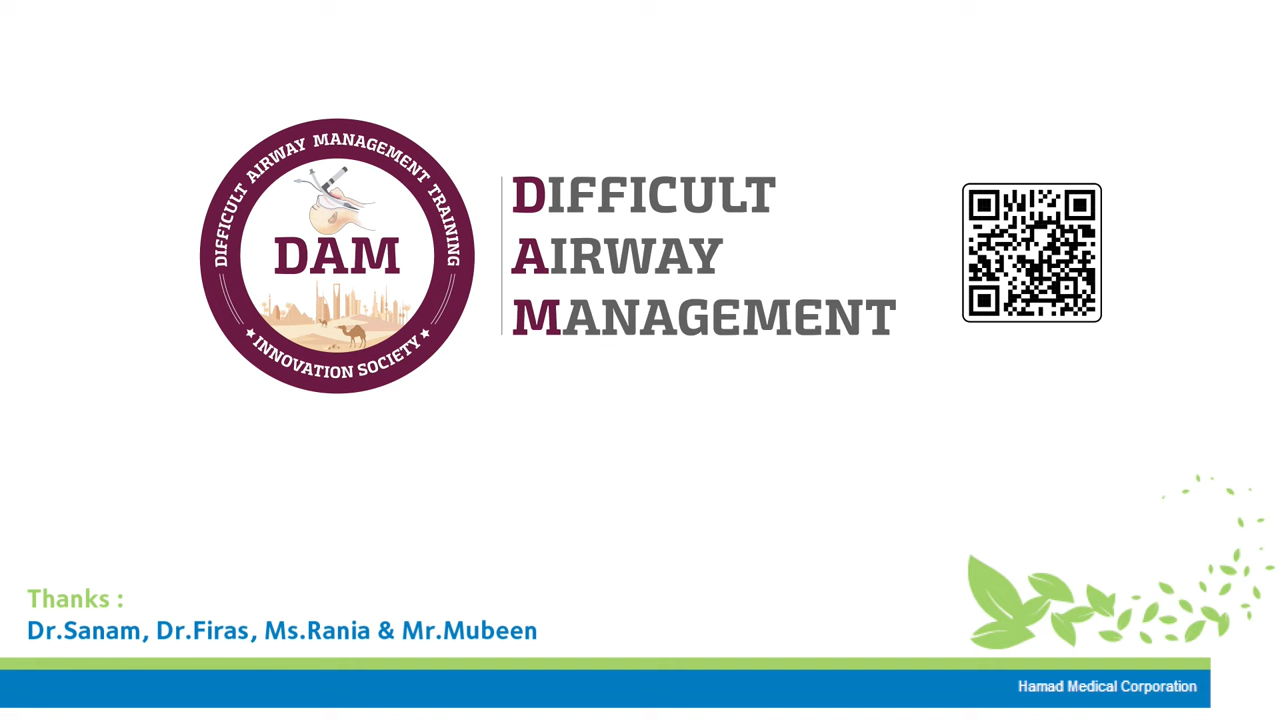 DIFFICULT AIRWAY MANAGEMENT TRAINING
DAM
INNOVATION SOCIETY
DIFFICULT
AIRWAY
MANAGEMENT
Thanks :
Dr.Sanam, Dr.Firas, Ms.Rania & Mr.Mubeen
Hamad Medical Corporation